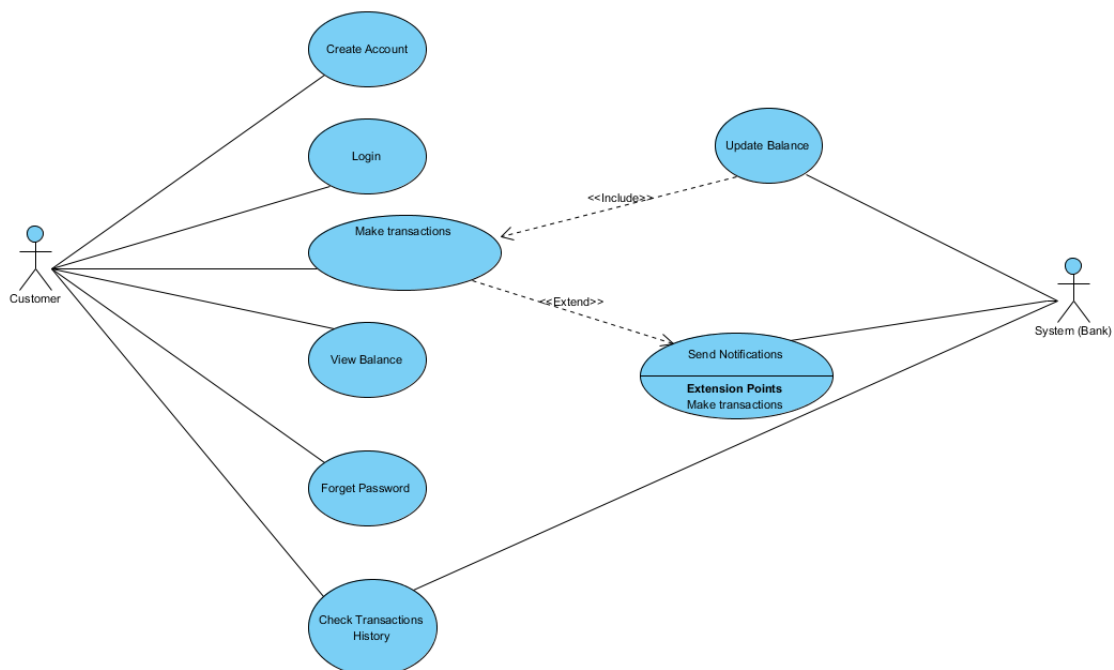 Create Account
Login
Update Balance
<<Include>>
Make transactions
Customer
<<Extend>>
System (Bank)
View Balance
Send Notifications
Extension Points
Make transactions
Forget Password
Check Transactions
History